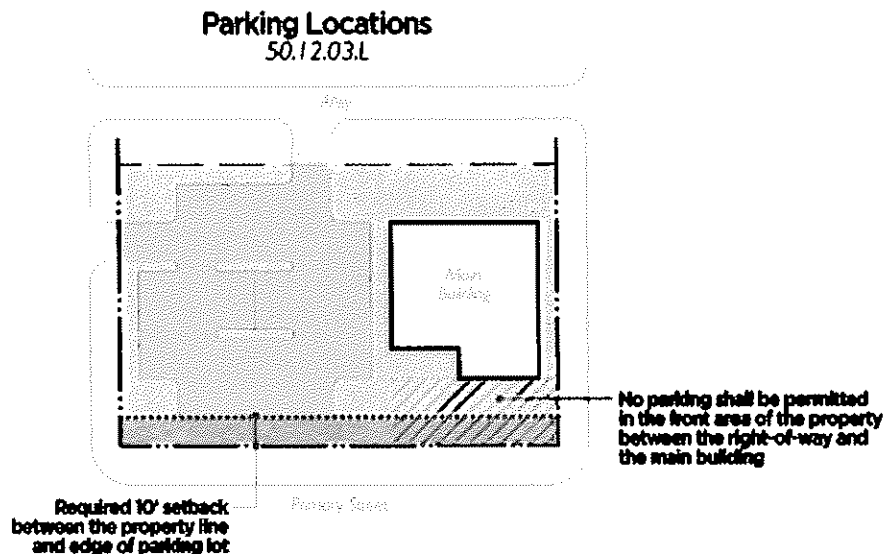 Parking Locations
50.12.03.L
Alley
Main
Building
No parking shall be permitted
in the front area of the property
between the right-of-way and
the main building
Required 10' setback
between the property line
and edge of parking lot
Primary Street